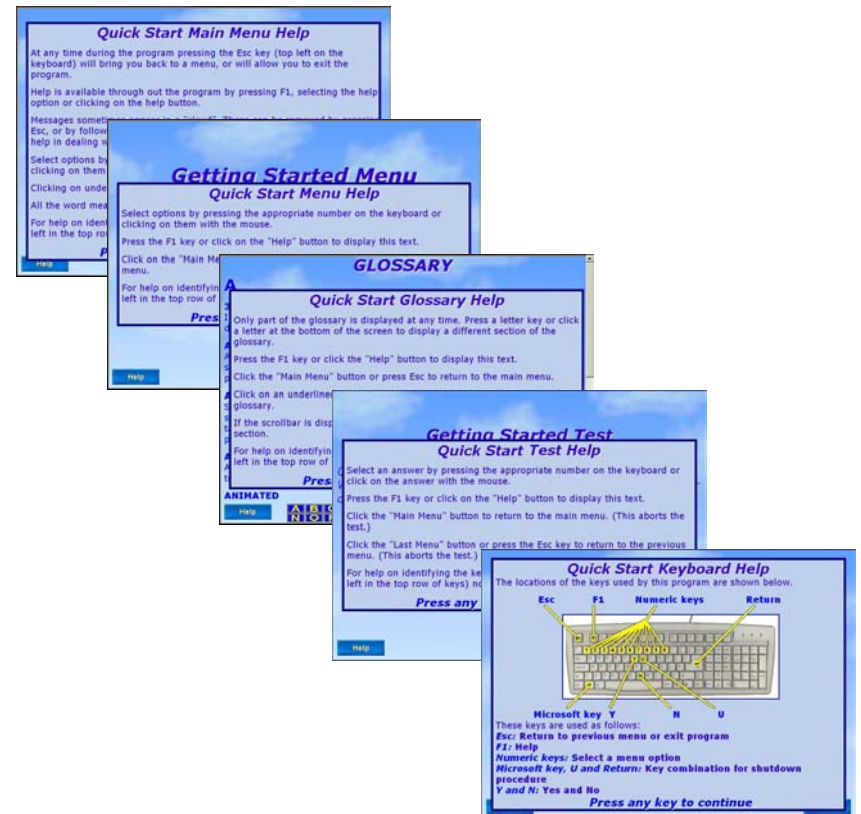 Quick Start Main Menu Help
At any time during the program pressing the Esc key (top left on the
keyboard) will bring you back to a menu, or will allow you to exit the
program.
Help is available through out the program by pressing F1, selecting the help
option or clicking on the help button.
Messages sometimes appear in a "cloud". These can be removed by pressing
Esc, or by follow
help in dealing w
Select options by
clicking on them
Clicking on unde
All the word mea
For help on iden
left in the top ro
P
Help
Getting Started Menu
Quick Start Menu Help
Select options by pressing the appropriate number on the keyboard or
clicking on them with the mouse.
Press the F1 key or click on the "Help" button to display this text.
Click on the "Main Me
menu.
For help on identifyin
left in the top row of
Pres
Help
GLOSSARY
A
Quick Start Glossary Help
Only part of the glossary is displayed at any time. Press a letter key or click
a letter at the bottom of the screen to display a different section of the
glossary.
Press the F1 key or click the "Help" button to display this text.
Click the "Main Menu" button or press Esc to return to the main menu.
Click on an underlined
glossary.
If the scrollbar is disp
section.
For help on identifyin
left in the top row of
Pres
ANIMATED
Help
A B
N O
Getting Started Test
Quick Start Test Help
Select an answer by pressing the appropriate number on the keyboard or
click on the answer with the mouse.
Press the F1 key or click on the "Help" button to display this text.
Click the "Main Menu" button to return to the main menu. (This aborts the
test.)
Click the "Last Menu" button or press the Esc key to return to the previous
menu. (This aborts the test.)
For help on identifying the ke
left in the top row of keys) no
Press any
Help
Quick Start Keyboard Help
The locations of the keys used by this program are shown below.
Esc F1 Numeric keys Return
Microsoft key Y N U
These keys are used as follows:
Esc: Return to previous menu or exit program
F1: Help
Numeric keys: Select a menu option
Microsoft key, U and Return: Key combination for shutdown
procedure
Y and N: Yes and No
Press any key to continue